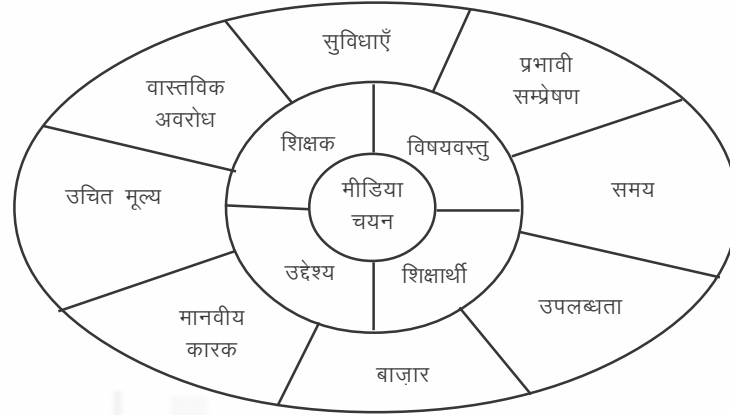 सुविधाएँ
प्रभावी
सम्प्रेषण
वास्तविक
अवरोध
शिक्षक
विषयवस्तु
मीडिया
चयन
उचित मूल्य
समय
उद्देश्य
शिक्षार्थी
मानवीय
कारक
उपलब्धता
बाज़ार